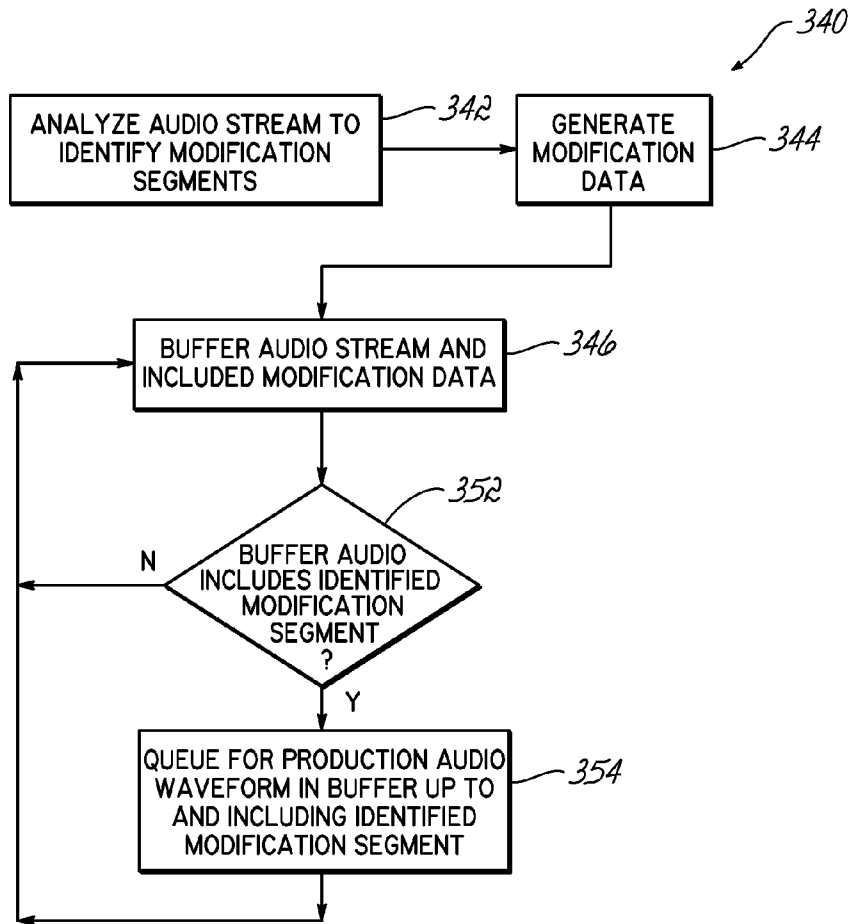 340
ANALYZE AUDIO STREAM TO
IDENTIFY MODIFICATION
SEGMENTS
342
GENERATE
MODIFICATION
DATA
344
BUFFER AUDIO STREAM AND
INCLUDED MODIFICATION DATA
346
352
N
BUFFER AUDIO
INCLUDES IDENTIFIED
MODIFICATION
SEGMENT
?
Y
QUEUE FOR PRODUCTION AUDIO
WAVEFORM IN BUFFER UP TO
AND INCLUDING IDENTIFIED
MODIFICATION SEGMENT
354